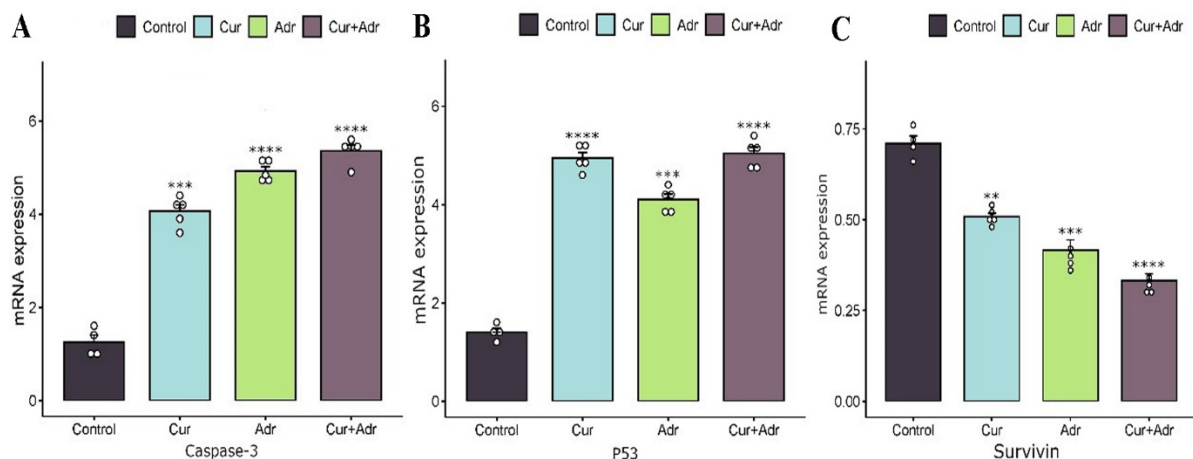 A
Control Cur Adr Cur+Adr
mRNA expression
6
4
2
0
***
****
****
Control Cur Adr Cur+Adr
Caspase-3
B
Control Cur Adr Cur+Adr
mRNA expression
6
4
2
0
****
***
****
Control Cur Adr Cur+Adr
P53
C
Control Cur Adr Cur+Adr
mRNA expression
0.75
0.50
0.25
0.00
**
***
****
Control Cur Adr Cur+Adr
Survivin